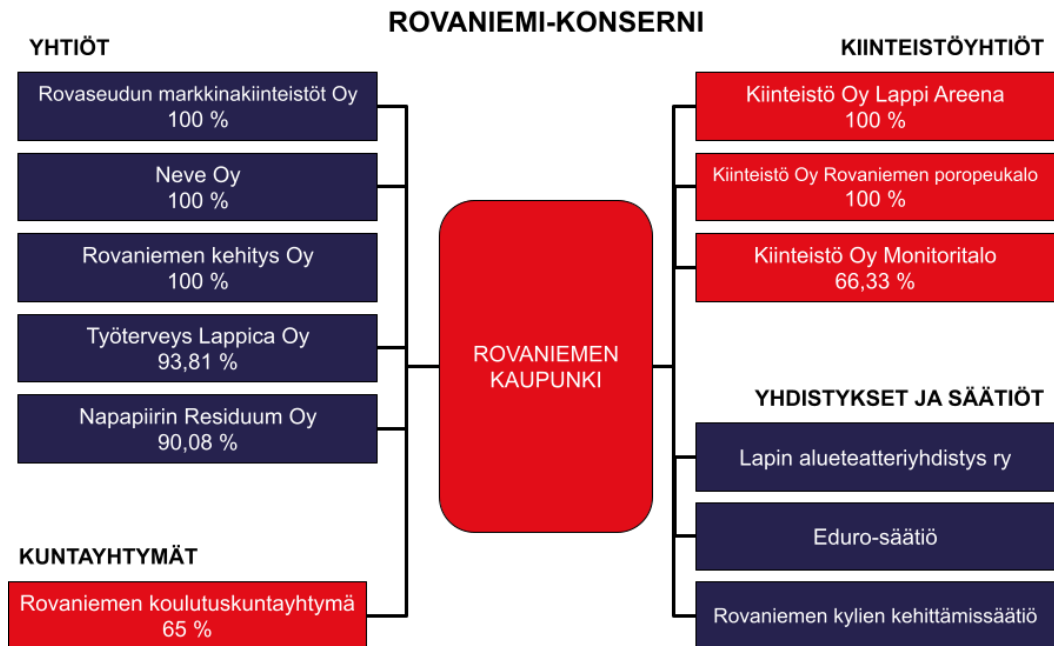 ROVANIEMI-KONSERNI
YHTIÖT
Rovaseudun markkinakiinteistöt Oy
100 %
Neve Oy
100 %
Rovaniemen kehitys Oy
100 %
Työterveys Lappica Oy
93,81 %
Napapiirin Residuum Oy
90,08 %
KUNTAYHTYMÄT
Rovaniemen koulutuskuntayhtymä
65 %
ROVANIEMEN
KAUPUNKI
KIINTEISTÖYHTIÖT
Kiinteistö Oy Lappi Areena
100 %
Kiinteistö Oy Rovaniemen poropeukalo
100 %
Kiinteistö Oy Monitoritalo
66,33 %
YHDISTYKSET JA SÄÄTIÖT
Lapin alueteatteriyhdistys ry
Eduro-säätiö
Rovaniemen kylien kehittämissäätiö